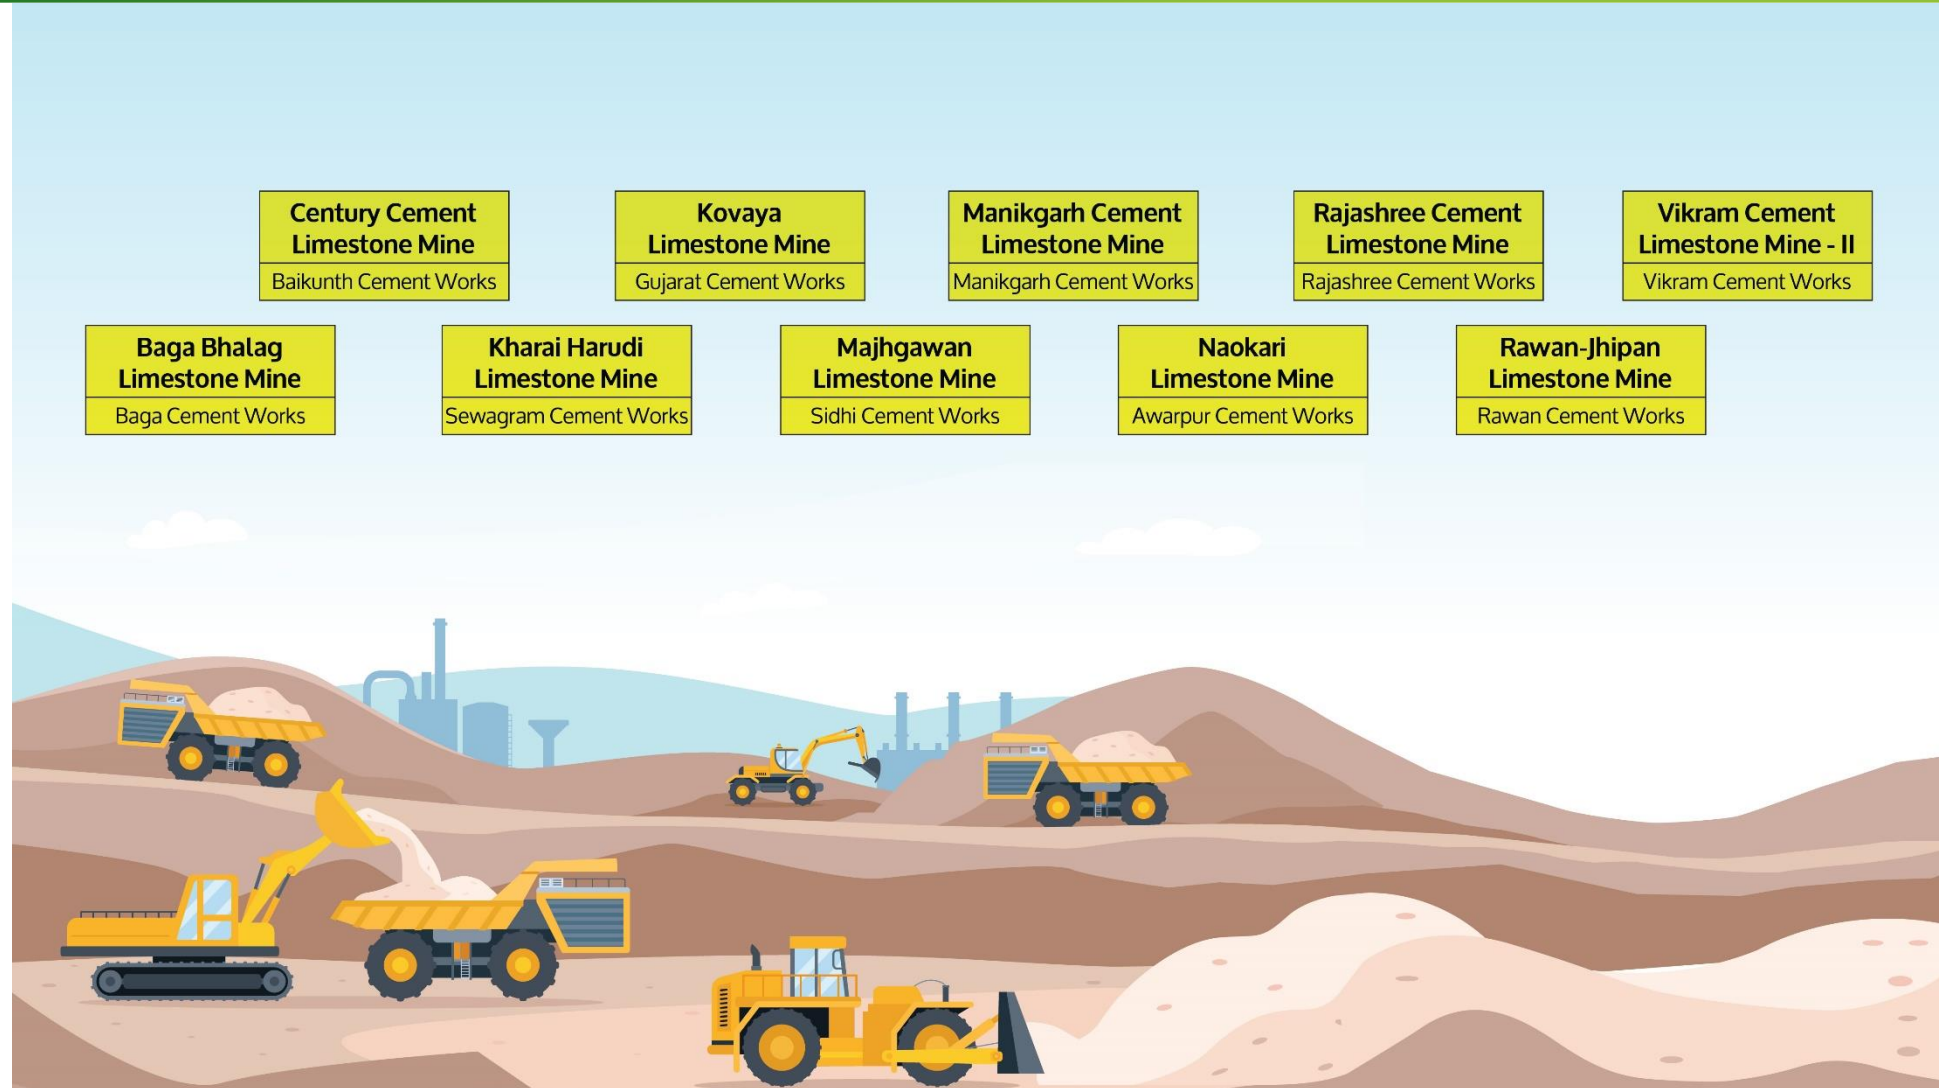 Century Cement
Limestone Mine
Baikunth Cement Works
Kovaya
Limestone Mine
Gujarat Cement Works
Manikgarh Cement
Limestone Mine
Manikgarh Cement Works
Rajashree Cement
Limestone Mine
Rajashree Cement Works
Vikram Cement
Limestone Mine - II
Vikram Cement Works
Baga Bhalag
Limestone Mine
Baga Cement Works
Kharai Harudi
Limestone Mine
Sewagram Cement Works
Majhgawan
Limestone Mine
Sidhi Cement Works
Naokari
Limestone Mine
Awarpur Cement Works
Rawan-Jhipan
Limestone Mine
Rawan Cement Works